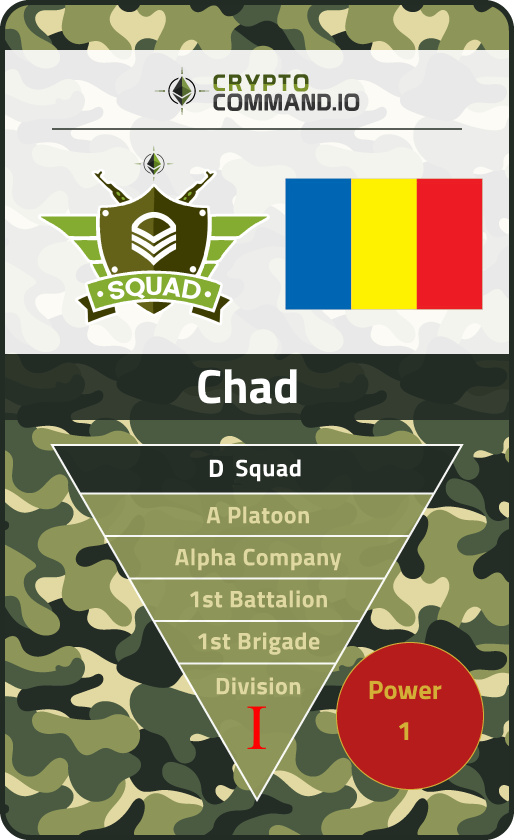 CRYPTO
COMMAND.IO
SQUAD
Chad
D Squad
A Platoon
Alpha Company
1st Battalion
1st Brigade
Division
I
Power
1